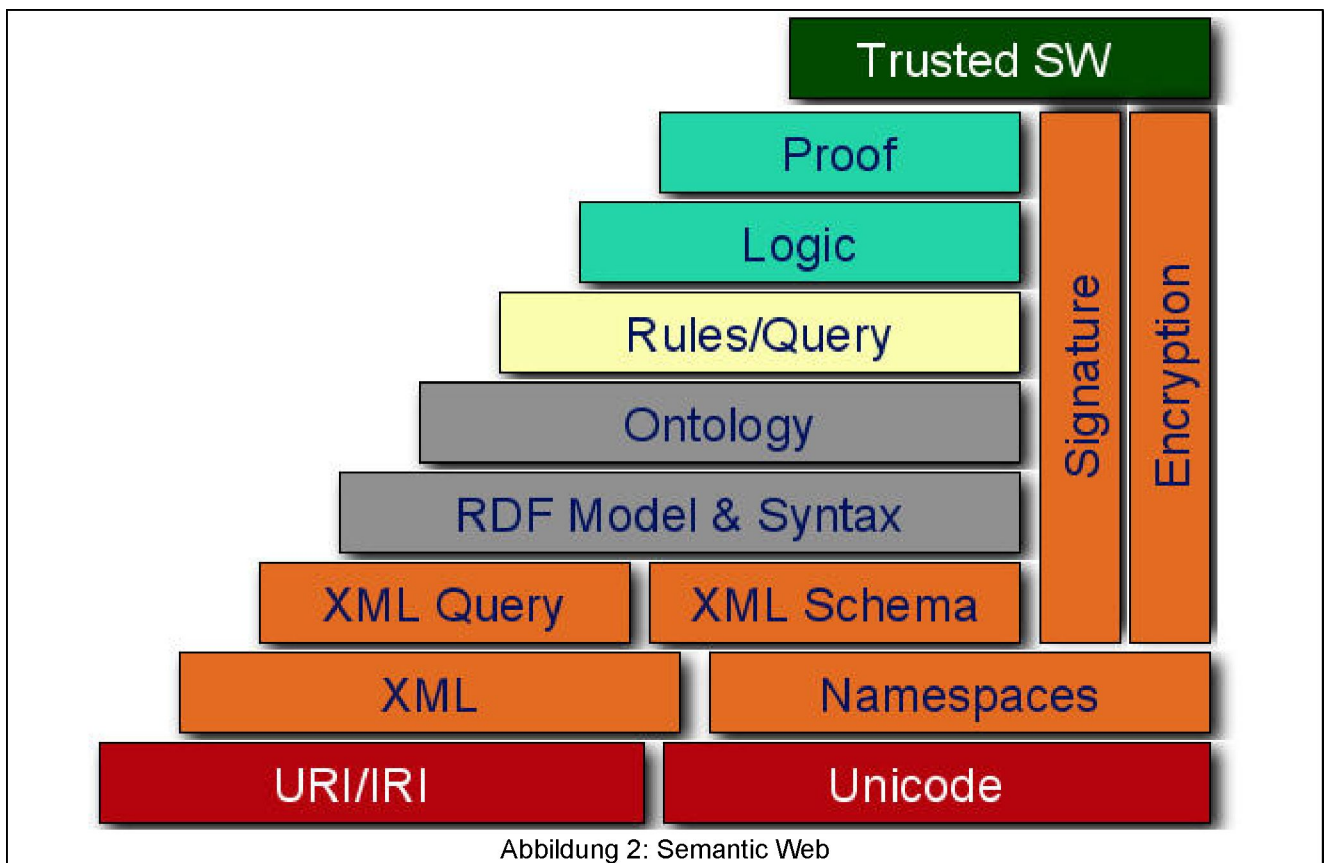 Trusted SW
Proof
Logic
Rules/Query
Ontology
RDF Model & Syntax
Signature
Encryption
XML Query
XML Schema
XML
Namespaces
URI/IRI
Unicode
Abbildung 2: Semantic Web